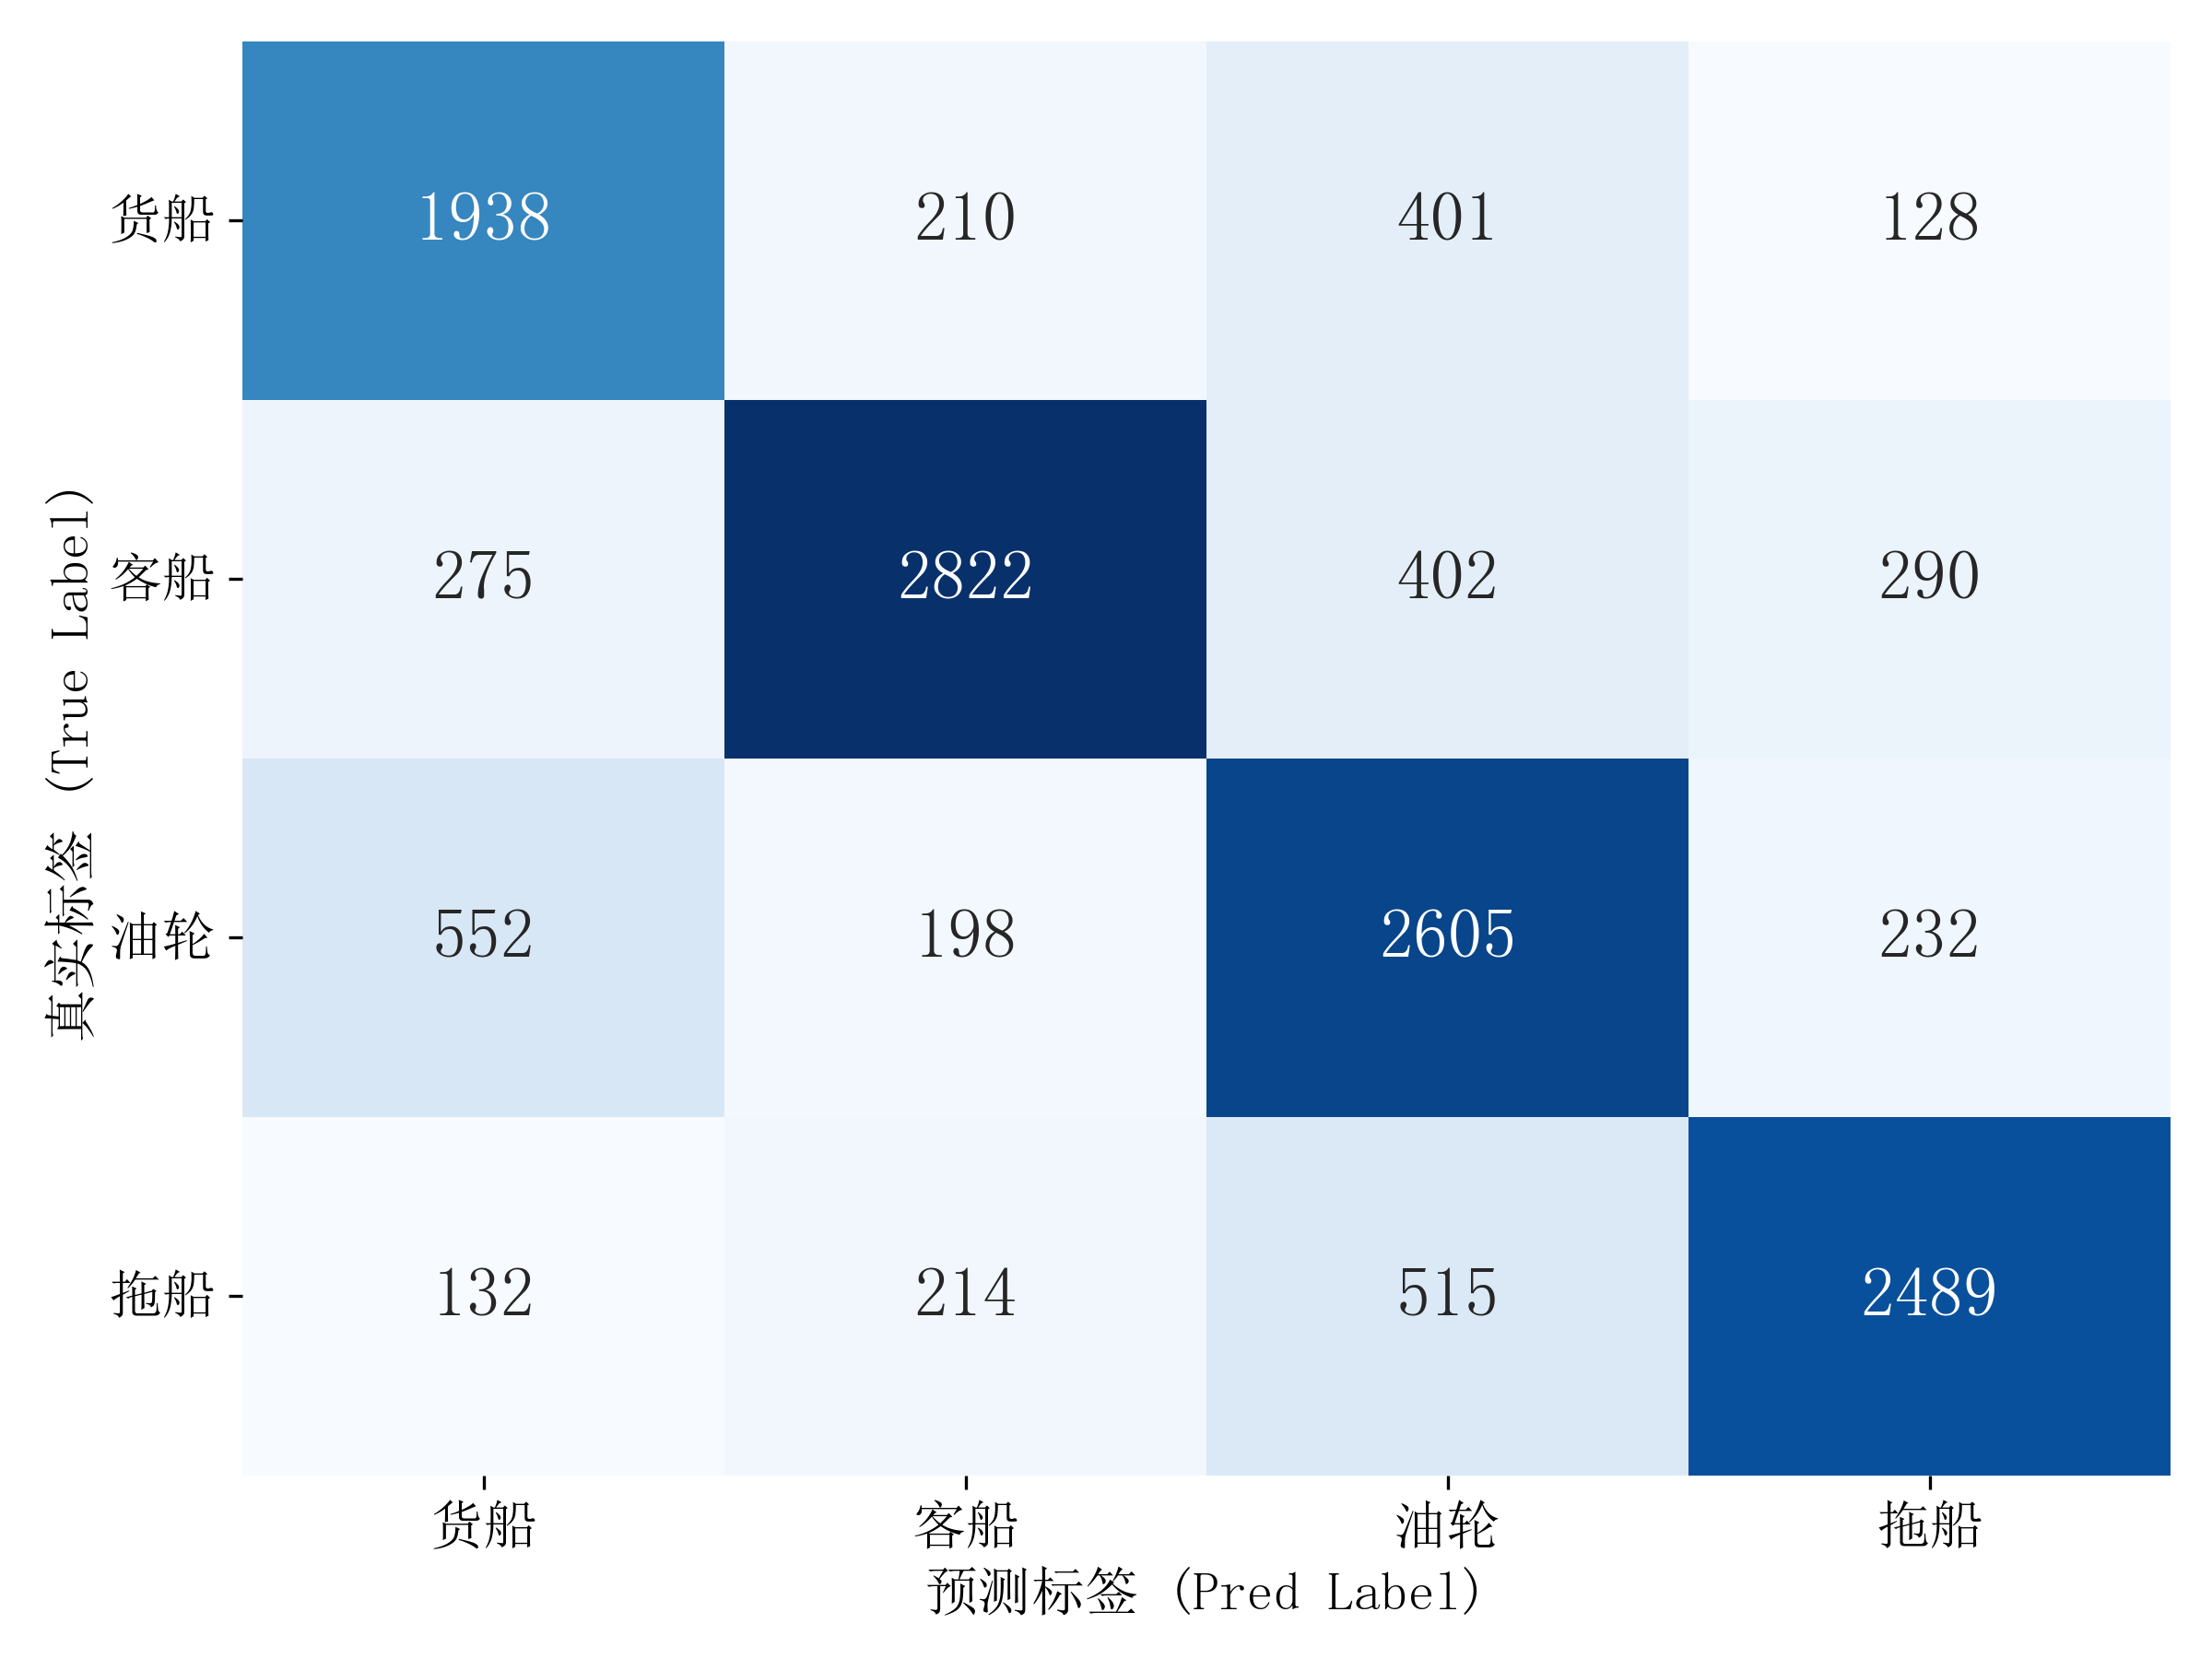 真实标签 (True Label)
货船 1938 210 401 128
客船 275 2822 402 290
油轮 552 198 2605 232
拖船 132 214 515 2489
货船 客船 油轮 拖船
预测标签 (Pred Label)